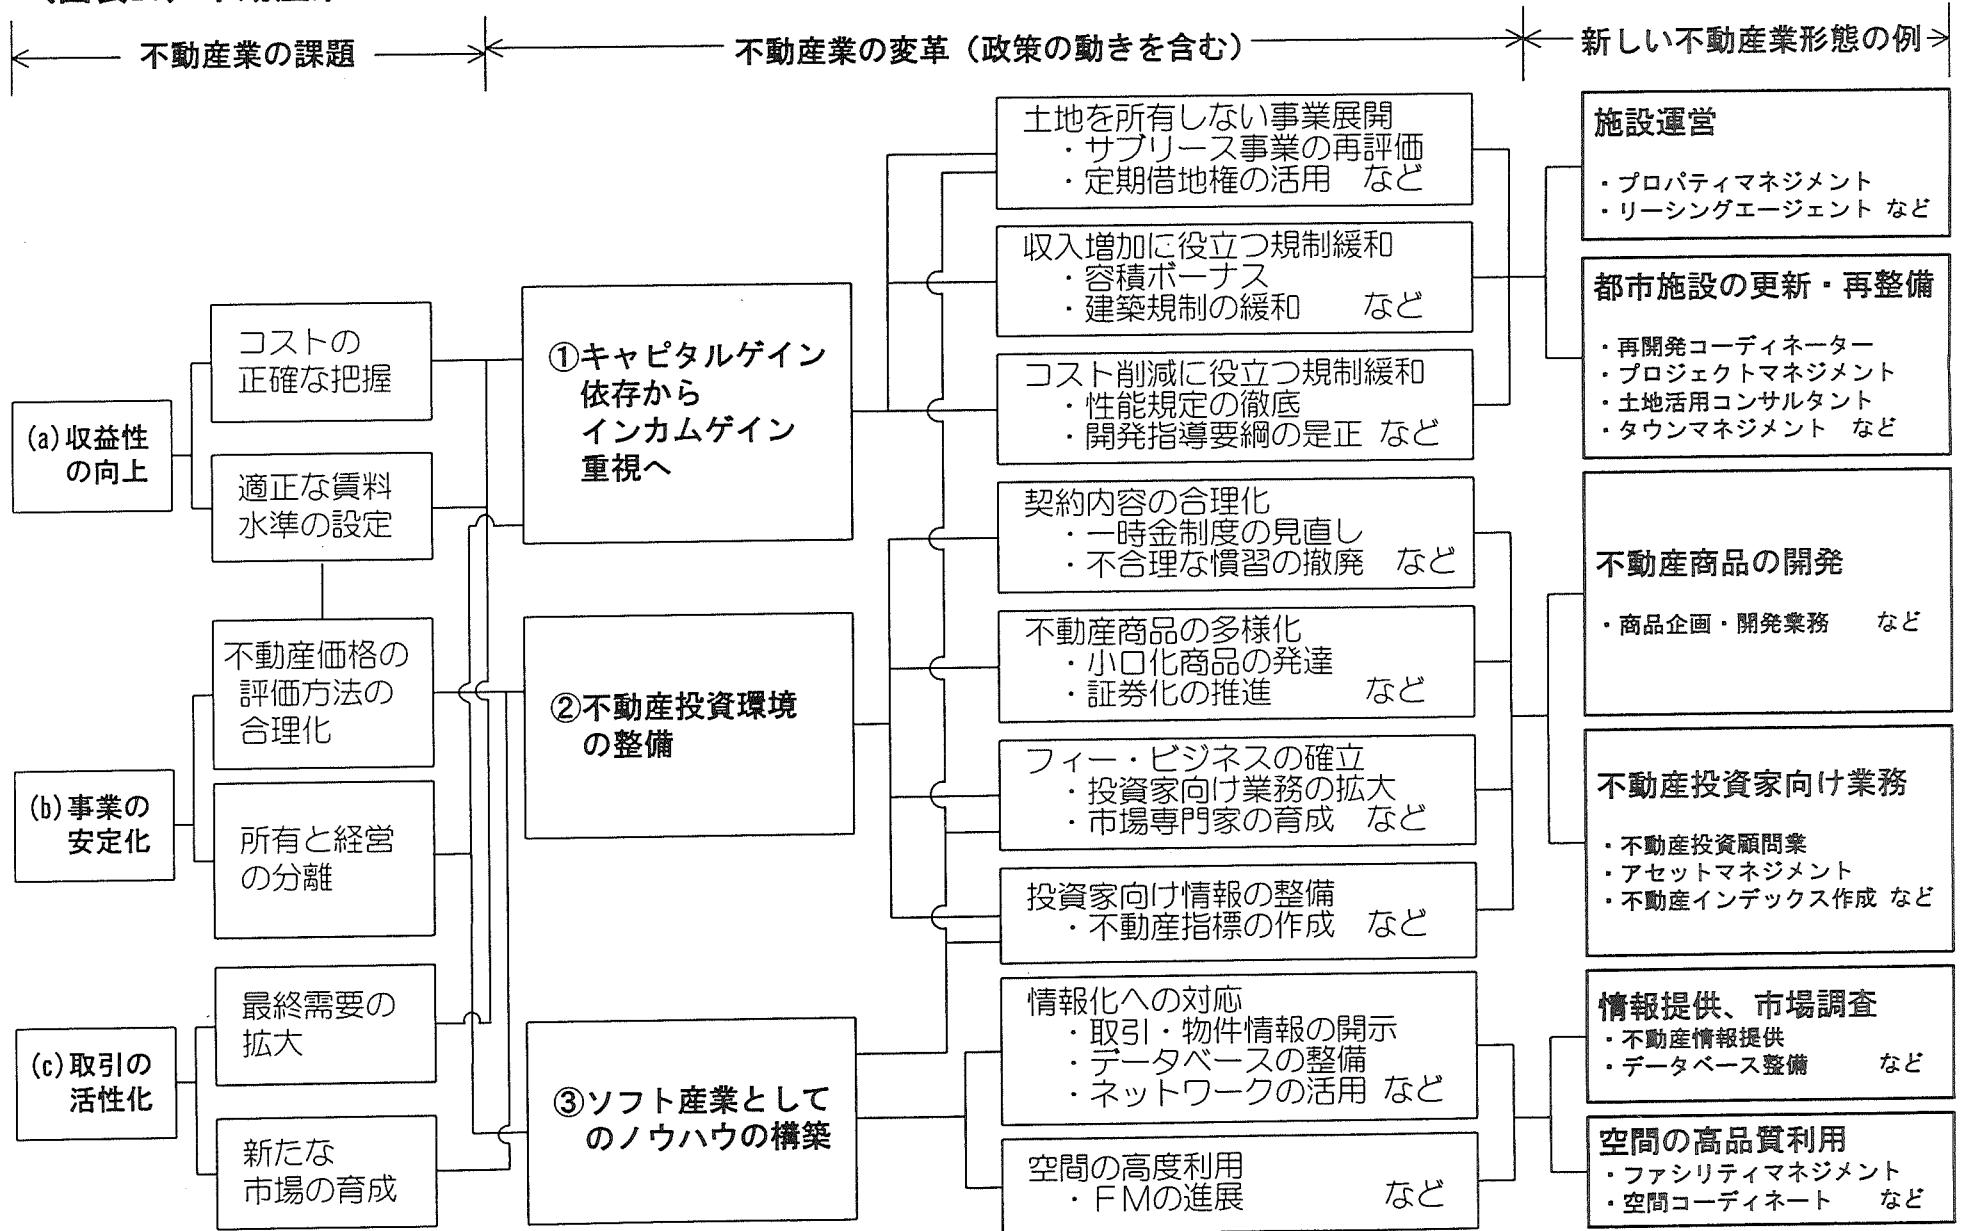 不動産業の課題
不動産業の変革（政策の動きを含む）
新しい不動産業形態の例
(a)収益性
の向上
(b)事業の
安定化
(c)取引の
活性化
コストの
正確な把握
適正な賃料
水準の設定
不動産価格の
評価方法の
合理化
所有と経営
の分離
最終需要の
拡大
新たな
市場の育成
①キャピタルゲイン
依存から
インカムゲイン
重視へ
②不動産投資環境
の整備
③ソフト産業として
のノウハウの構築
土地を所有しない事業展開
・サブリース事業の再評価
・定期借地権の活用　など
収入増加に役立つ規制緩和
・容積ボーナス
・建築規制の緩和　　など
コスト削減に役立つ規制緩和
・性能規定の徹底
・開発指導要綱の是正 など
契約内容の合理化
・一時金制度の見直し
・不合理な慣習の撤廃　など
不動産商品の多様化
・小口化商品の発達
・証券化の推進　　　など
フィー・ビジネスの確立
・投資家向け業務の拡大
・市場専門家の育成　など
投資家向け情報の整備
・不動産指標の作成　など
情報化への対応
・取引・物件情報の開示
・データベースの整備
・ネットワークの活用 など
空間の高度利用
・ＦＭの進展　　　　など
施設運営
・プロパティマネジメント
・リーシングエージェント など
都市施設の更新・再整備
・再開発コーディネーター
・プロジェクトマネジメント
・土地活用コンサルタント
・タウンマネジメント　など
不動産商品の開発
・商品企画・開発業務　　など
不動産投資家向け業務
・不動産投資顧問業
・アセットマネジメント
・不動産インデックス作成 など
情報提供、市場調査
・不動産情報提供
・データベース整備　　　など
空間の高品質利用
・ファシリティマネジメント
・空間コーディネート　　など